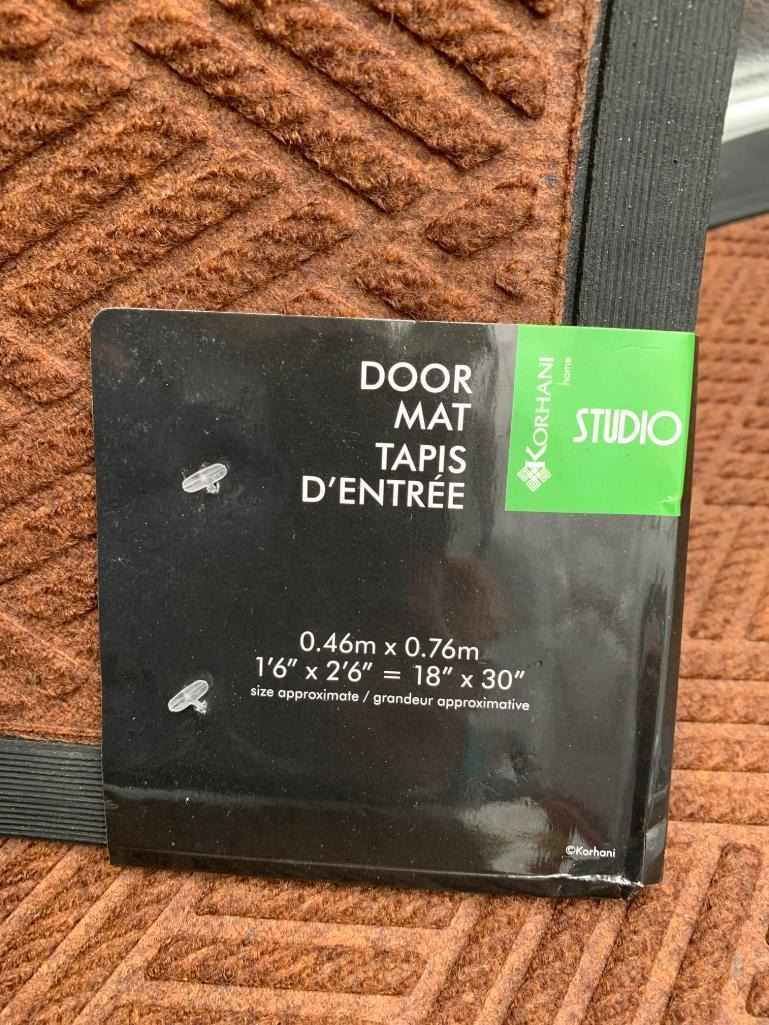 DOOR
MAT
TAPIS
D'ENTRÉE
KORHANI
home
STUDIO
0.46m x 0.76m
1'6" x 2'6" = 18" x 30"
size approximate / grandeur approximative
©Korhani